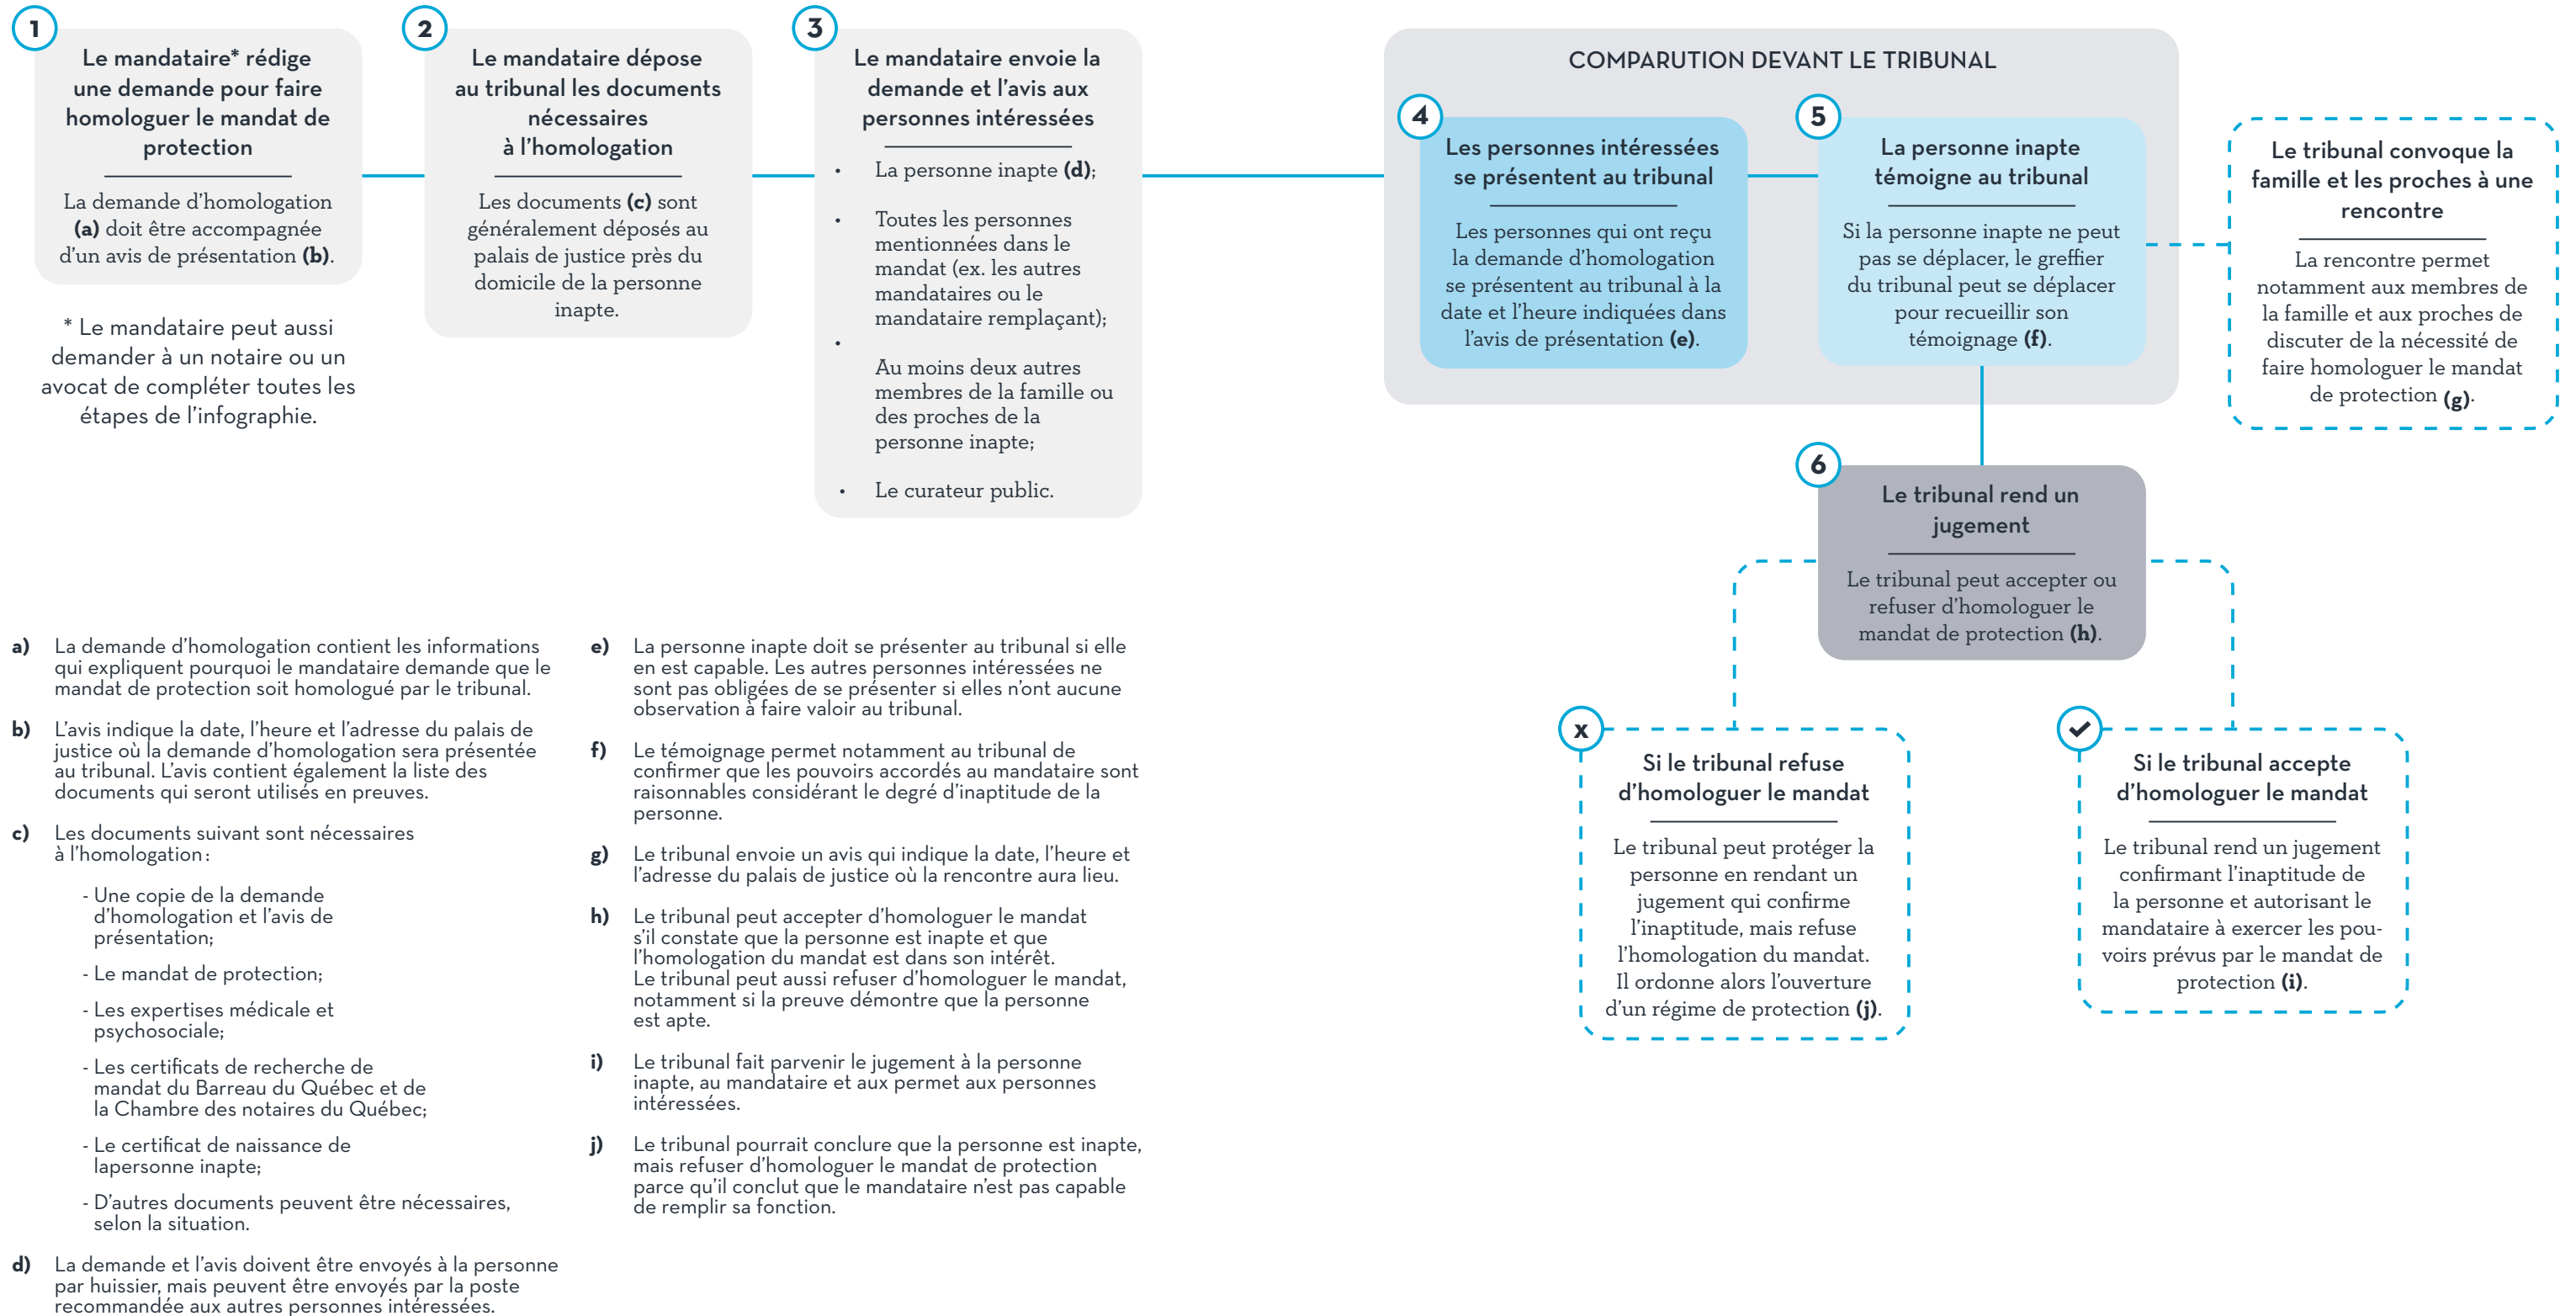 1
Le mandataire* rédige
une demande pour faire
homologuer le mandat de
protection
La demande d'homologation
(a) doit être accompagnée
d'un avis de présentation (b).
* Le mandataire peut aussi
demander à un notaire ou un
avocat de compléter toutes les
étapes de l'infographie.
2
Le mandataire dépose
au tribunal les documents
nécessaires
à l'homologation
Les documents (c) sont
généralement déposés au
palais de justice près du
domicile de la personne
inapte.
3
Le mandataire envoie la
demande et l'avis aux
personnes intéressées
• La personne inapte (d);
• Toutes les personnes
mentionnées dans le
mandat (ex. les autres
mandataires ou le
mandataire remplaçant);
•
Au moins deux autres
membres de la famille ou
des proches de la
personne inapte;
• Le curateur public.
COMPARUTION DEVANT LE TRIBUNAL
4
Les personnes intéressées
se présentent au tribunal
Les personnes qui ont reçu
la demande d'homologation
se présentent au tribunal à la
date et l'heure indiquées dans
l'avis de présentation (e).
5
La personne inapte
témoigne au tribunal
Si la personne inapte ne peut
pas se déplacer, le greffier
du tribunal peut se déplacer
pour recueillir son
témoignage (f).
Le tribunal convoque la
famille et les proches à une
rencontre
La rencontre permet
notamment aux membres de
la famille et aux proches de
discuter de la nécessité de
faire homologuer le mandat
de protection (g).
6
Le tribunal rend un
jugement
Le tribunal peut accepter ou
refuser d'homologuer le
mandat de protection (h).
x
Si le tribunal refuse
d'homologuer le mandat
Le tribunal peut protéger la
personne en rendant un
jugement qui confirme
l'inaptitude, mais refuse
l'homologation du mandat.
Il ordonne alors l'ouverture
d'un régime de protection (j).
✓
Si le tribunal accepte
d'homologuer le mandat
Le tribunal rend un jugement
confirmant l'inaptitude de
la personne et autorisant le
mandataire à exercer les pou-
voirs prévus par le mandat de
protection (i).
a) La demande d'homologation contient les informations
qui expliquent pourquoi le mandataire demande que le
mandat de protection soit homologué par le tribunal.
b) L'avis indique la date, l'heure et l'adresse du palais de
justice où la demande d'homologation sera présentée
au tribunal. L'avis contient également la liste des
documents qui seront utilisés en preuves.
c) Les documents suivant sont nécessaires
à l'homologation :
- Une copie de la demande
d'homologation et l'avis de
présentation;
- Le mandat de protection;
- Les expertises médicale et
psychosociale;
- Les certificats de recherche de
mandat du Barreau du Québec et de
la Chambre des notaires du Québec;
- Le certificat de naissance de
lapersonne inapte;
- D'autres documents peuvent être nécessaires,
selon la situation.
d) La demande et l'avis doivent être envoyés à la personne
par huissier, mais peuvent être envoyés par la poste
recommandée aux autres personnes intéressées.
e) La personne inapte doit se présenter au tribunal si elle
en est capable. Les autres personnes intéressées ne
sont pas obligées de se présenter si elles n'ont aucune
observation à faire valoir au tribunal.
f) Le témoignage permet notamment au tribunal de
confirmer que les pouvoirs accordés au mandataire sont
raisonnables considérant le degré d'inaptitude de la
personne.
g) Le tribunal envoie un avis qui indique la date, l'heure et
l'adresse du palais de justice où la rencontre aura lieu.
h) Le tribunal peut accepter d'homologuer le mandat
s'il constate que la personne est inapte et que
l'homologation du mandat est dans son intérêt.
Le tribunal peut aussi refuser d'homologuer le mandat,
notamment si la preuve démontre que la personne
est apte.
i) Le tribunal fait parvenir le jugement à la personne
inapte, au mandataire et aux permet aux personnes
intéressées.
j) Le tribunal pourrait conclure que la personne est inapte,
mais refuser d'homologuer le mandat de protection
parce qu'il conclut que le mandataire n'est pas capable
de remplir sa fonction.